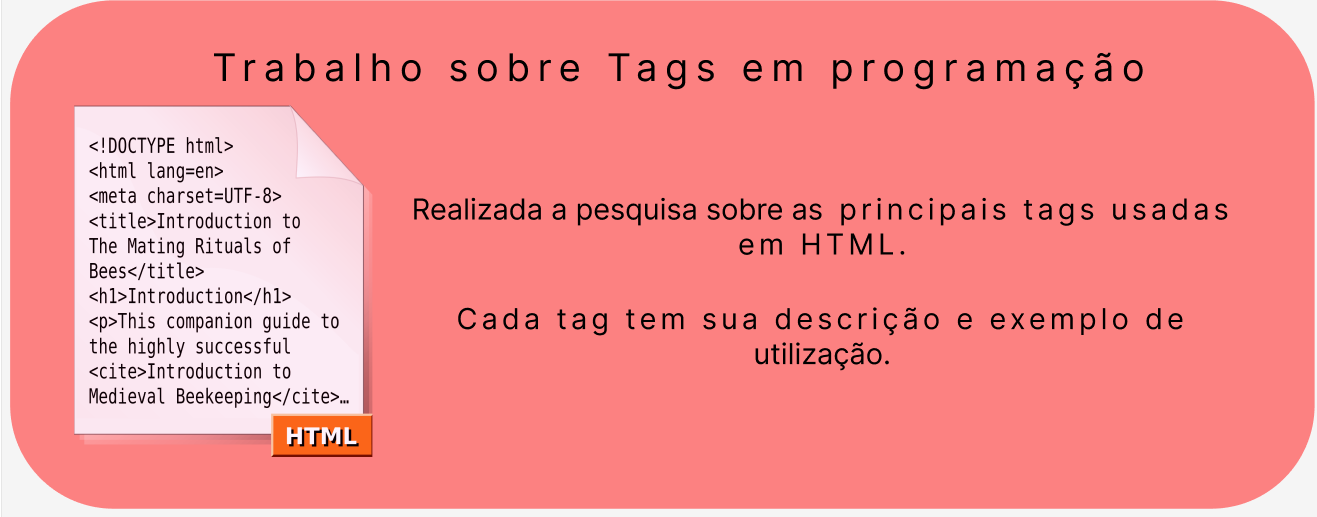 Trabalho sobre Tags em programação
<!DOCTYPE html>
<html lang=en>
<meta charset=UTF-8>
<title>Introduction to
The Mating Rituals of
Bees</title>
<h1>Introduction</h1>
<p>This companion guide to
the highly successful
<cite>Introduction to
Medieval Beekeeping</cite>…
HTML
Realizada a pesquisa sobre as principais tags usadas
em HTML.
Cada tag tem sua descrição e exemplo de
utilização.